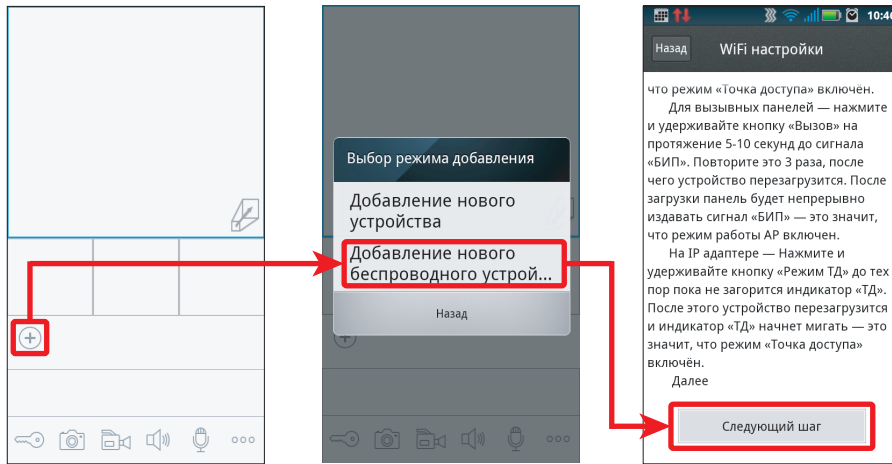 Выбор режима добавления
Добавление нового
устройства
Добавление нового
беспроводного устрой...
Назад
10:46
Назад
WiFi настройки
что режим «Точка доступа» включён.
Для вызывных панелей — нажмите
и удерживайте кнопку «Вызов» на
протяжение 5-10 секунд до сигнала
«БИП». Повторите это 3 раза, после
чего устройство перезагрузится. После
загрузки панель будет непрерывно
издавать сигнал «БИП» — это значит,
что режим работы AP включен.
На IP адаптере — Нажмите и
удерживайте кнопку «Режим ТД» до тех
пор пока не загорится индикатор «ТД».
После этого устройство перезагрузится
и индикатор «ТД» начнет мигать — это
значит, что режим «Точка доступа»
включён.
Далее
Следующий шаг